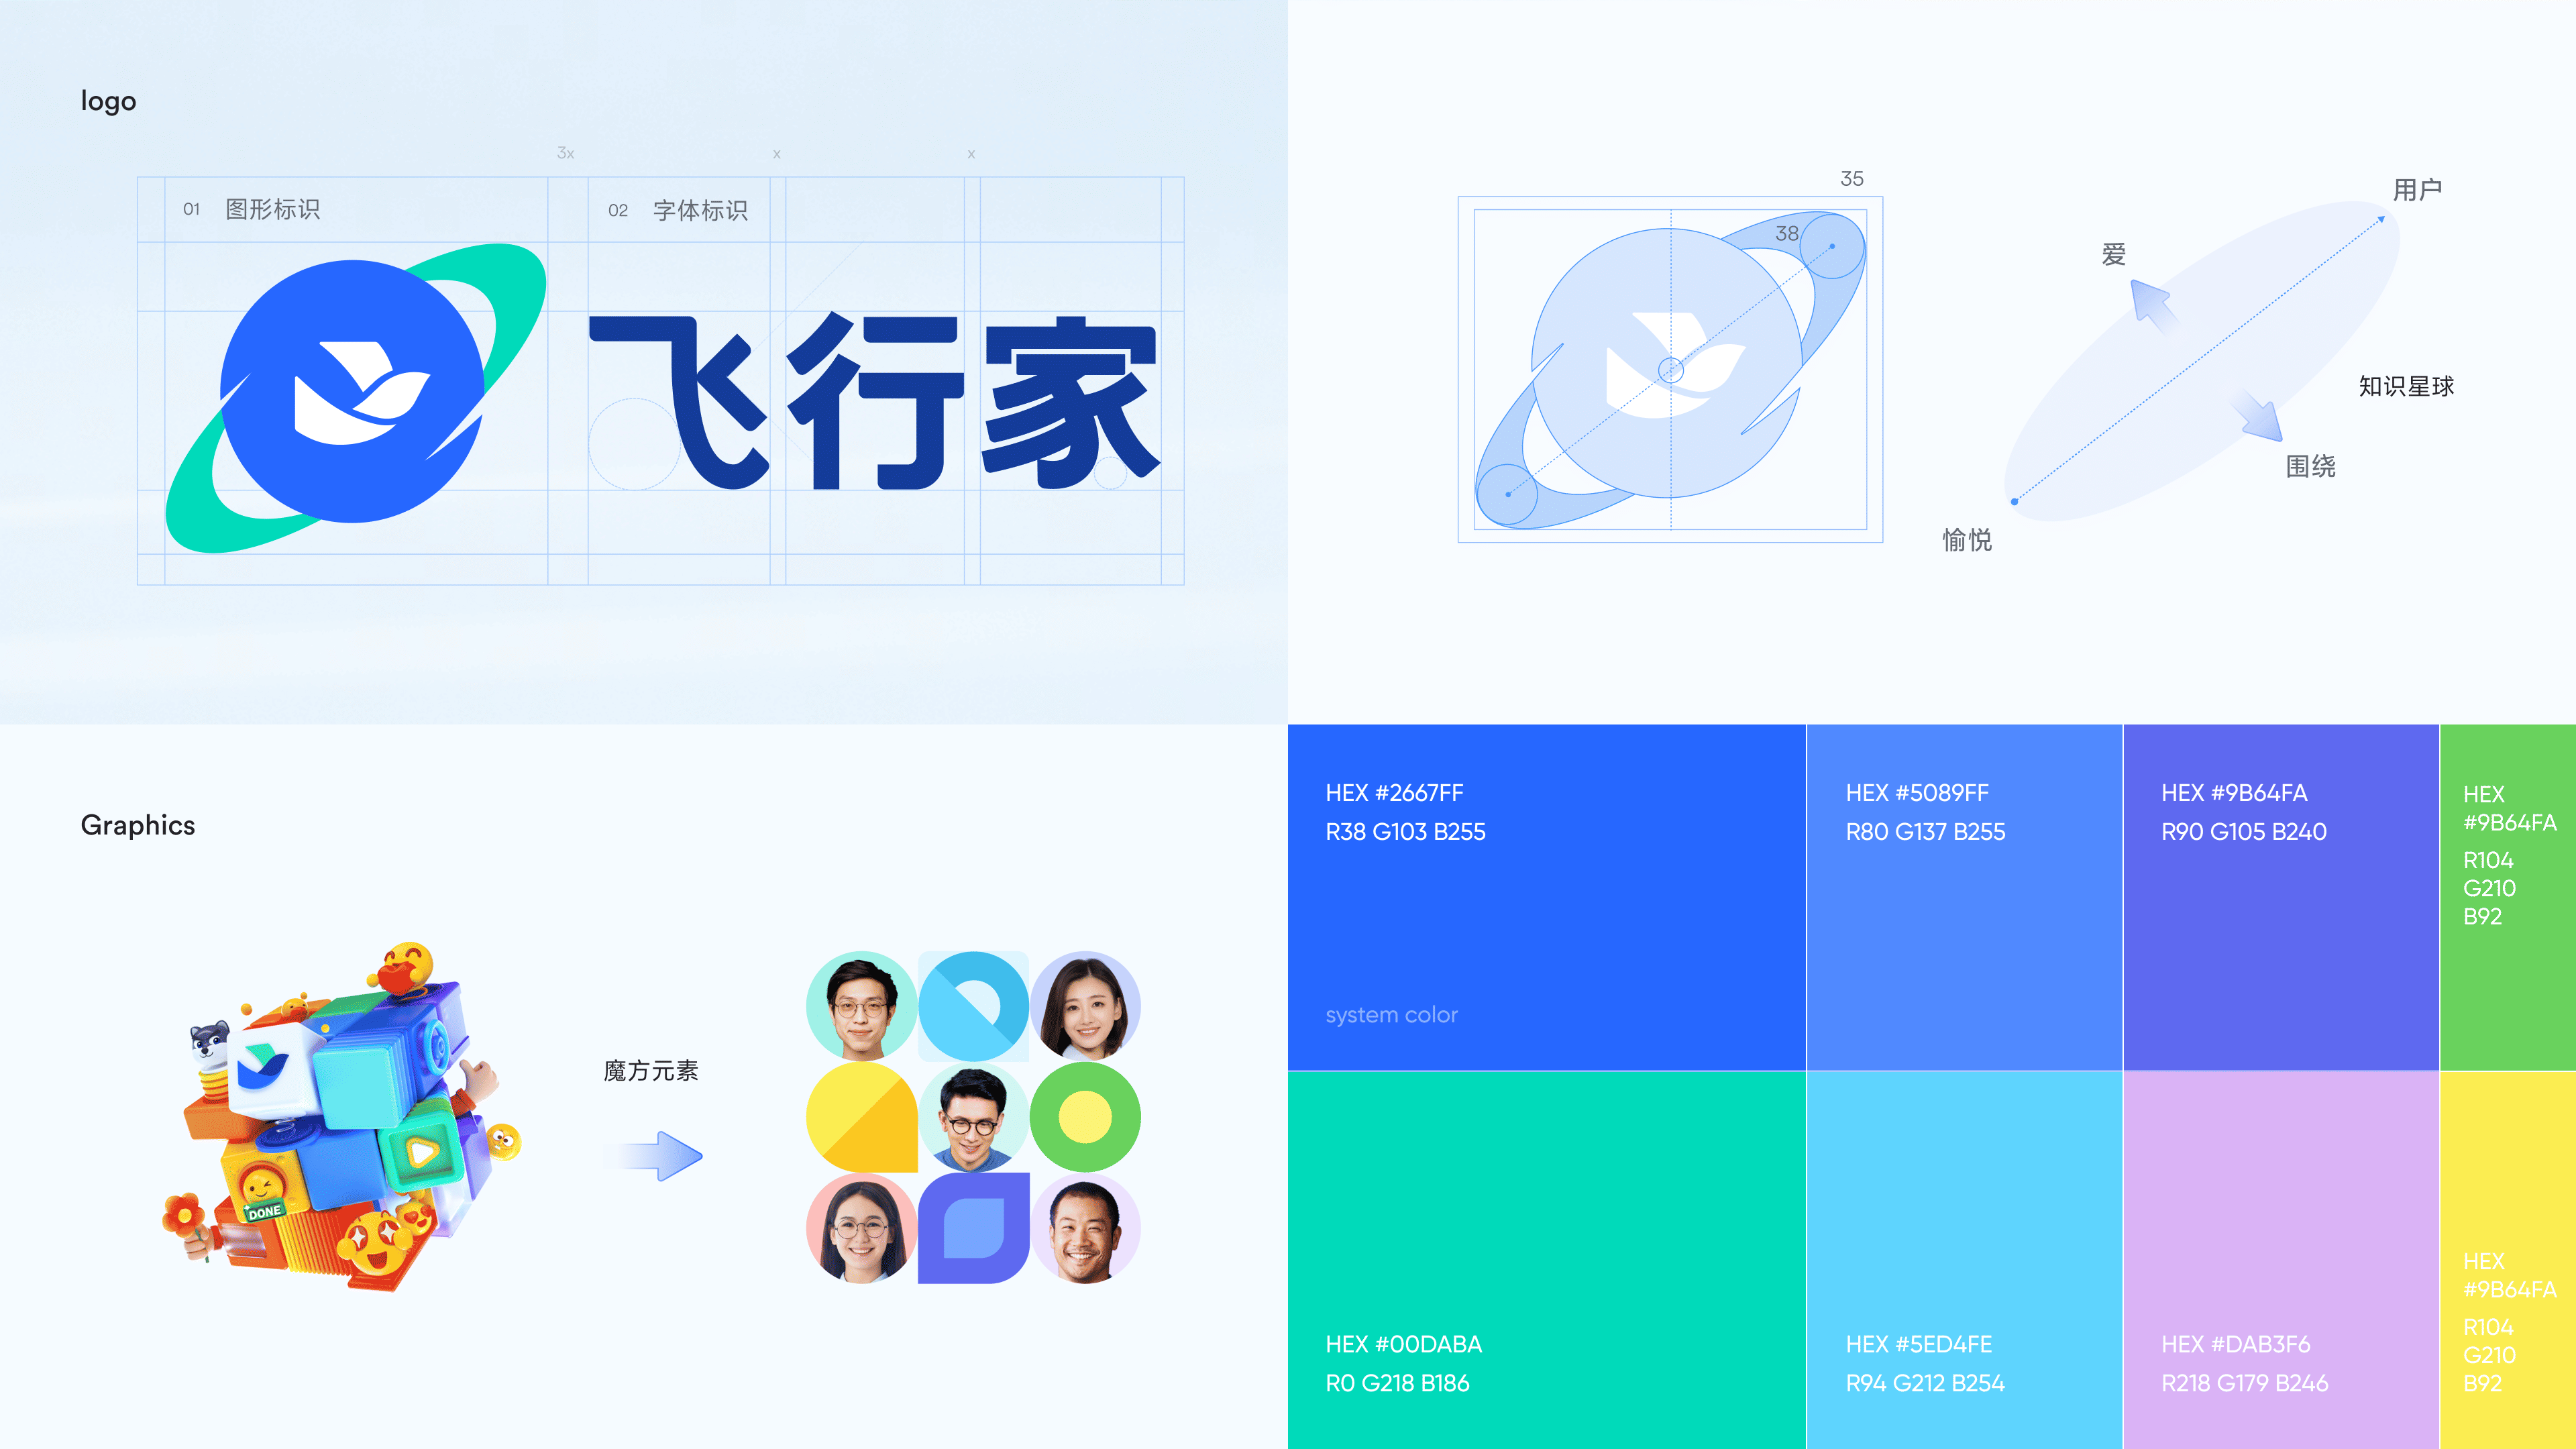 logo
3x
x
x
01 图形标识
02 字体标识
飞行家
35
38
用户
爱
知识星球
围绕
愉悦
Graphics
DONE
魔方元素
HEX #2667FF
R38 G103 B255
system color
HEX #5089FF
R80 G137 B255
HEX #9B64FA
R90 G105 B240
HEX
#9B64FA
R104
G210
B92
HEX #00DABA
R0 G218 B186
HEX #5ED4FE
R94 G212 B254
HEX #DAB3F6
R218 G179 B246
HEX
#9B64FA
R104
G210
B92